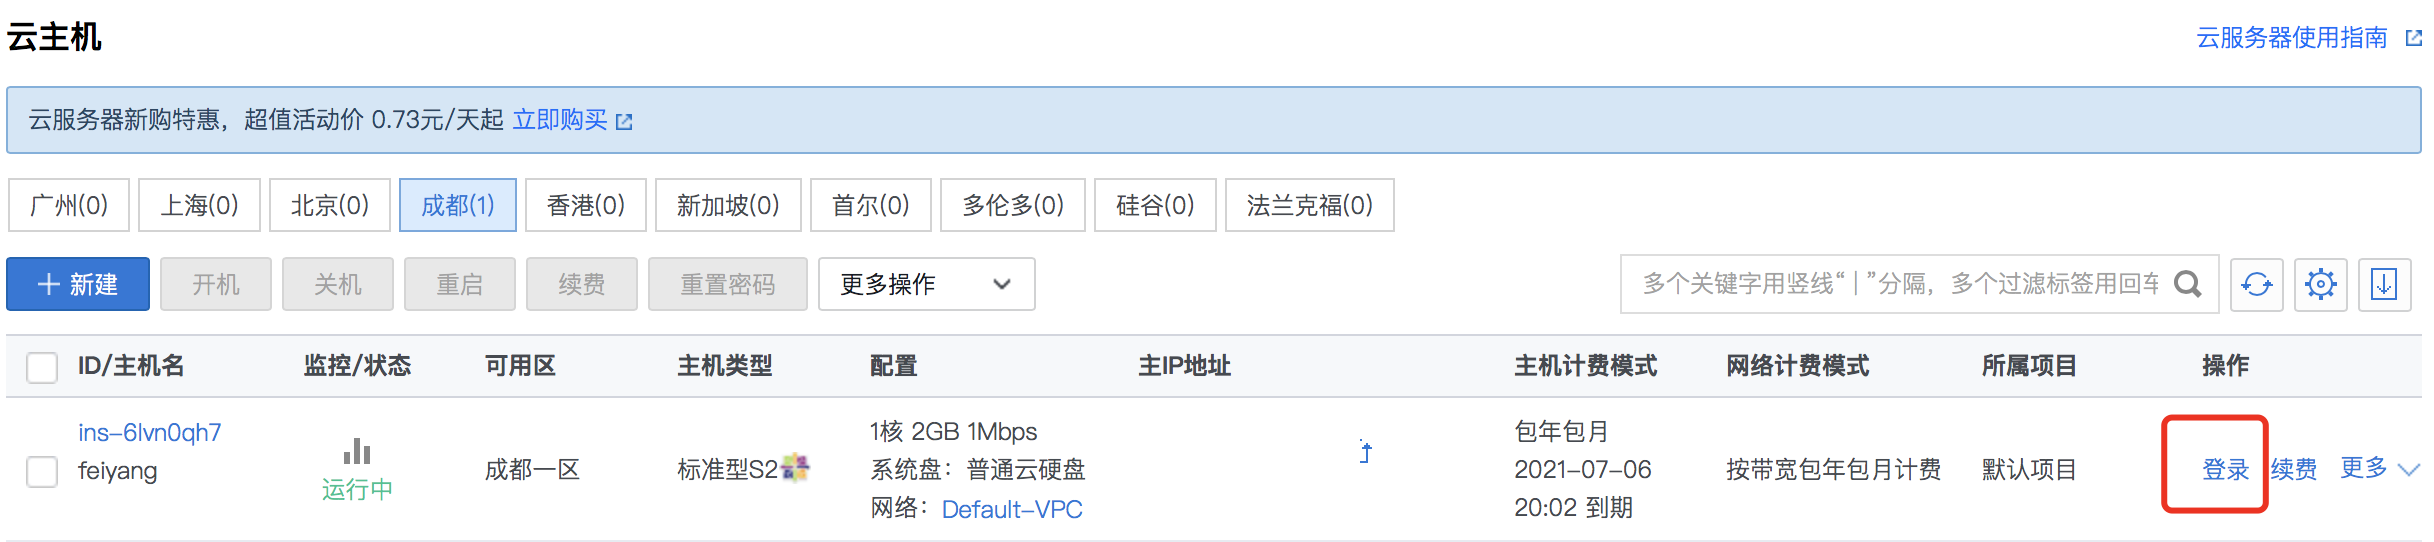 云主机
云服务器使用指南
云服务器新购特惠，超值活动价 0.73元/天起 立即购买
广州(0) 上海(0) 北京(0) 成都(1) 香港(0) 新加坡(0) 首尔(0) 多伦多(0) 硅谷(0) 法兰克福(0)
新建 开机 关机 重启 续费 重置密码 更多操作 多个关键字用竖线“ | ”分隔，多个过滤标签用回车
ID/主机名 监控/状态 可用区 主机类型 配置 主IP地址 主机计费模式 网络计费模式 所属项目 操作
ins-6lvn0qh7
feiyang
运行中
成都一区
标准型S2
1核 2GB 1Mbps
系统盘：普通云硬盘
网络：Default-VPC
包年包月
2021-07-06
20:02 到期
按带宽包年包月计费
默认项目
登录 续费 更多